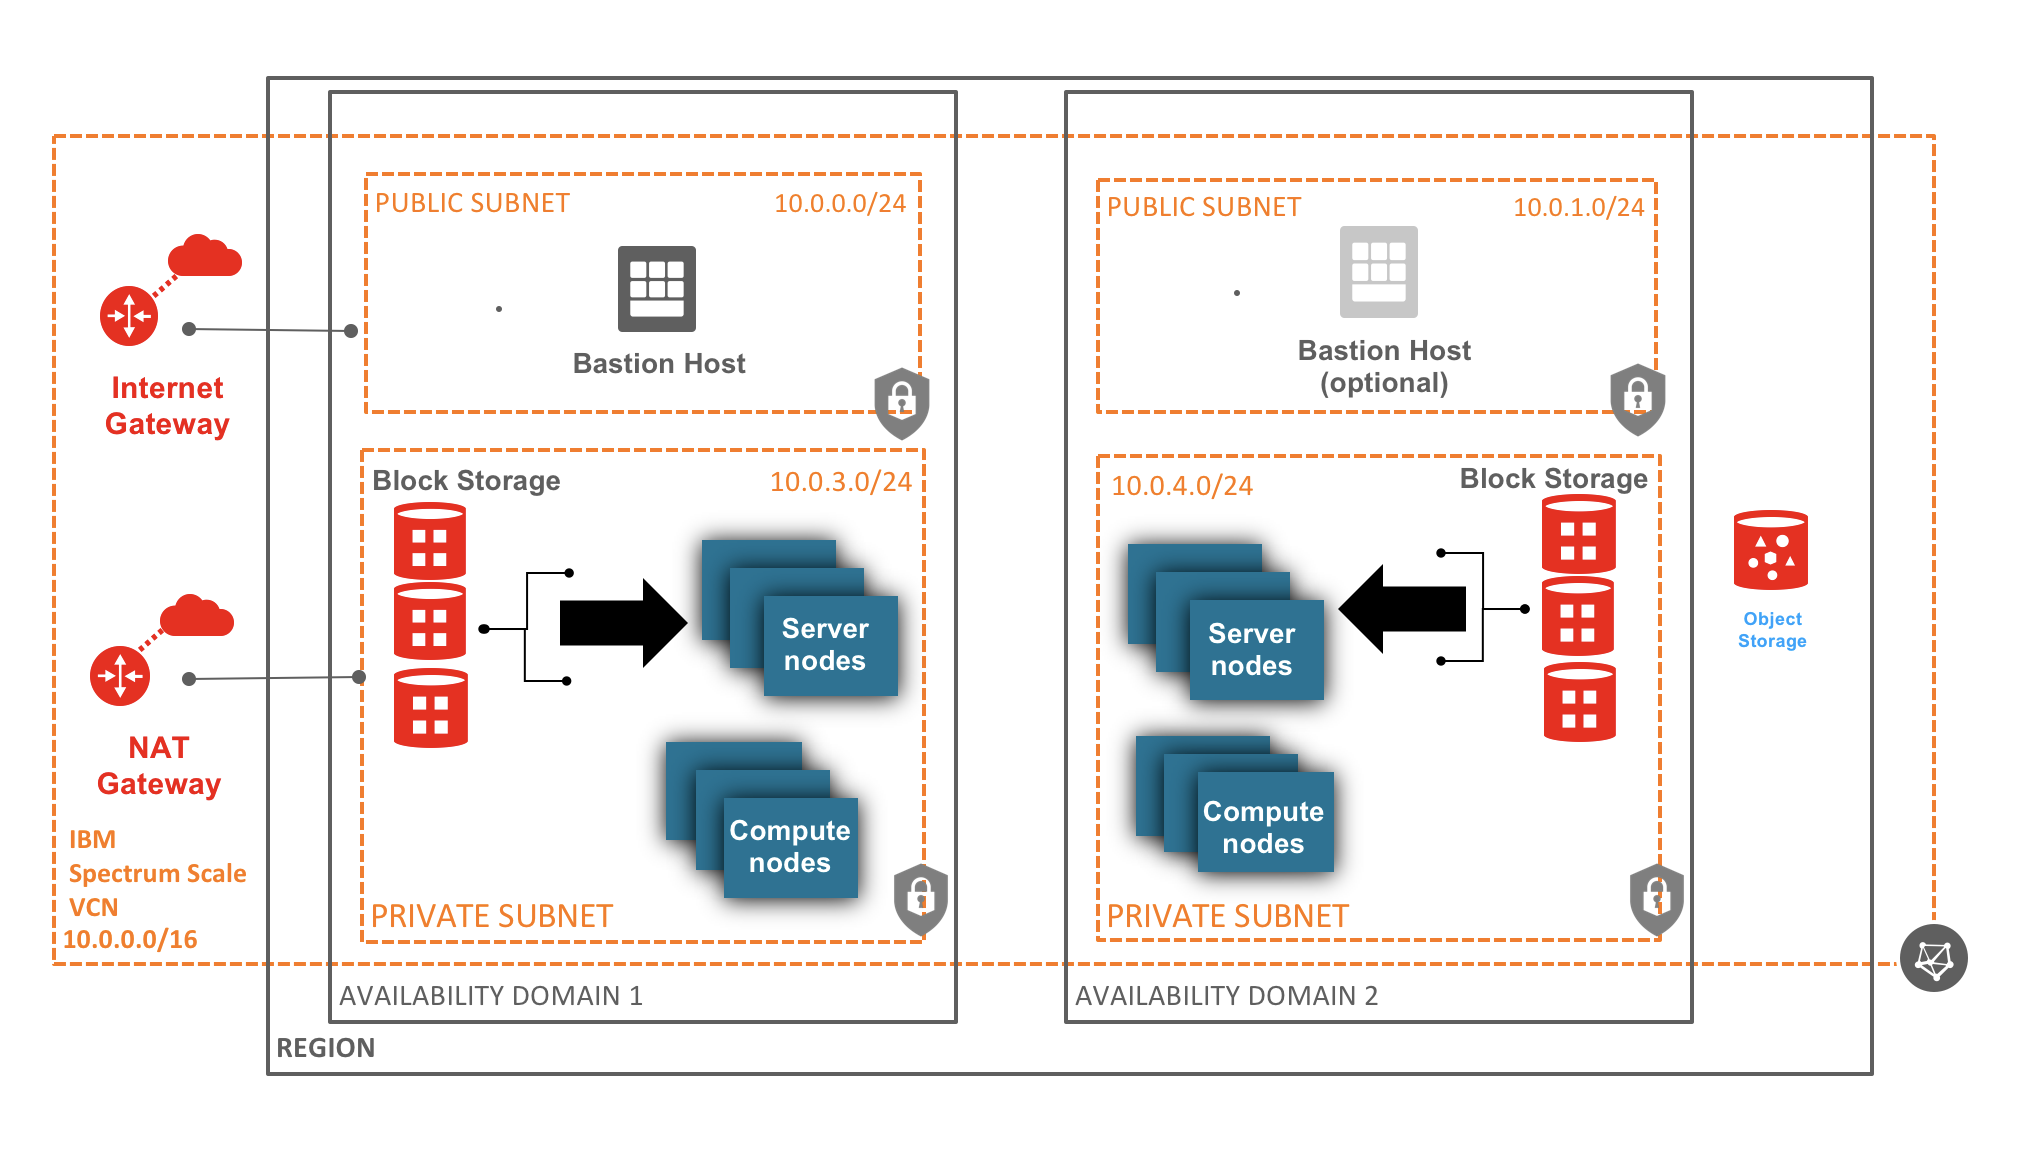 PUBLIC SUBNET
10.0.0.0/24
Bastion Host
PUBLIC SUBNET
10.0.1.0/24
Bastion Host
(optional)
Internet
Gateway
Block Storage
10.0.3.0/24
Server
nodes
Compute
nodes
PRIVATE SUBNET
10.0.4.0/24
Block Storage
Server
nodes
Compute
nodes
PRIVATE SUBNET
Object
Storage
NAT
Gateway
IBM
Spectrum Scale
VCN
10.0.0.0/16
AVAILABILITY DOMAIN 1
AVAILABILITY DOMAIN 2
REGION